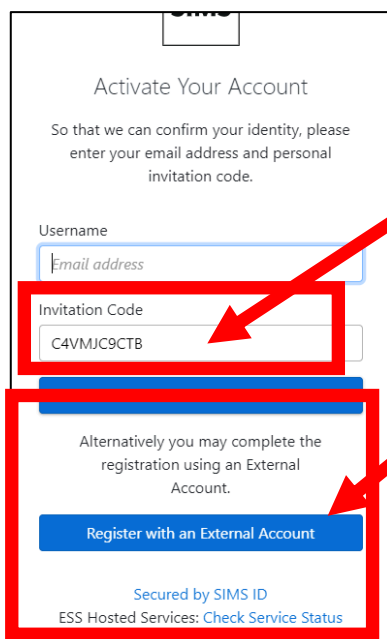 SIMS
Activate Your Account
So that we can confirm your identity, please
enter your email address and personal
invitation code.
Username
Email address
Invitation Code
C4VMJC9CTB
Alternatively you may complete the
registration using an External
Account.
Register with an External Account
Secured by SIMS ID
ESS Hosted Services: Check Service Status